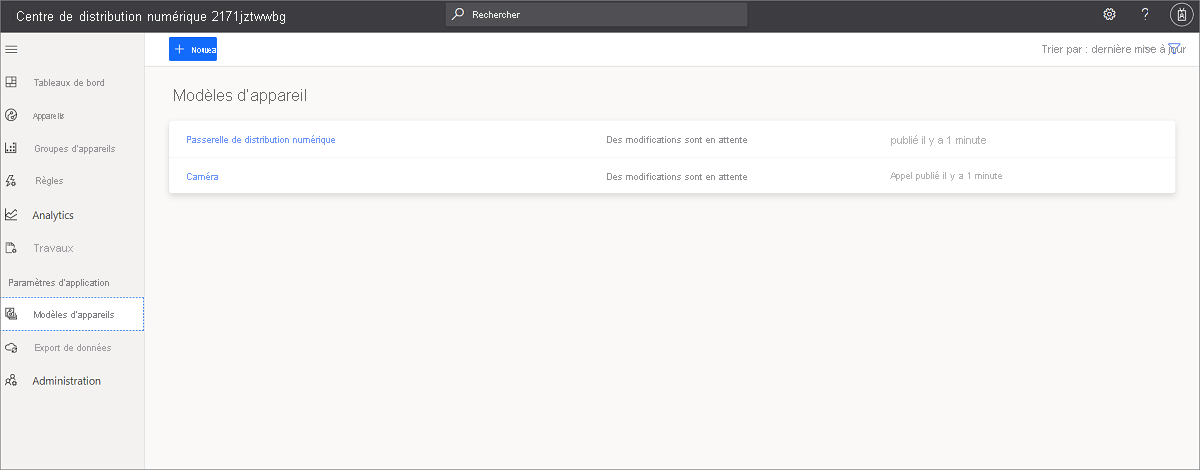 Centre de distribution numérique 2171jztwwbg
Rechercher
?
+ Nouvea
Trier par : dernière mise à jour
Tableaux de bord
Appareils
Groupes d'appareils
Règles
Analytics
Travaux
Paramètres d'application
Modèles d'appareils
Export de données
Administration
Modèles d'appareil
Passerelle de distribution numérique Des modifications sont en attente publié il y a 1 minute
Caméra Des modifications sont en attente Appel publié il y a 1 minute